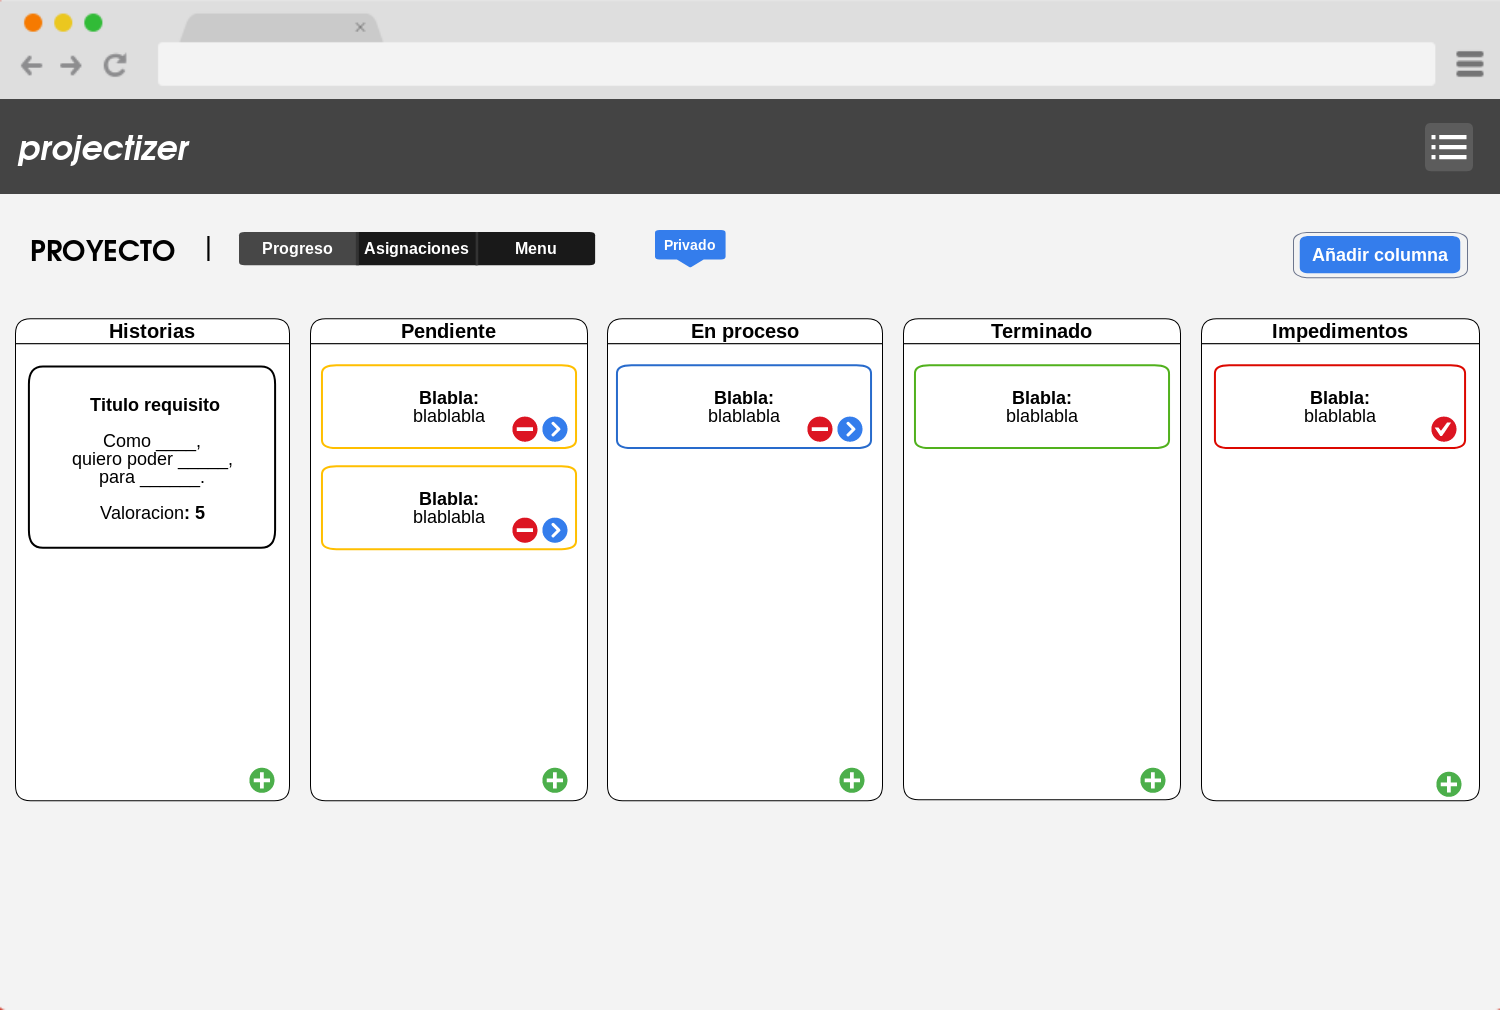 projectizer
PROYECTO | Progreso Asignaciones Menu Privado Añadir columna
Historias
Titulo requisito
Como ____,
quiero poder _____,
para ______.
Valoracion: 5
Pendiente
Blabla:
blablabla
Blabla:
blablabla
En proceso
Blabla:
blablabla
Terminado
Blabla:
blablabla
Impedimentos
Blabla:
blablabla